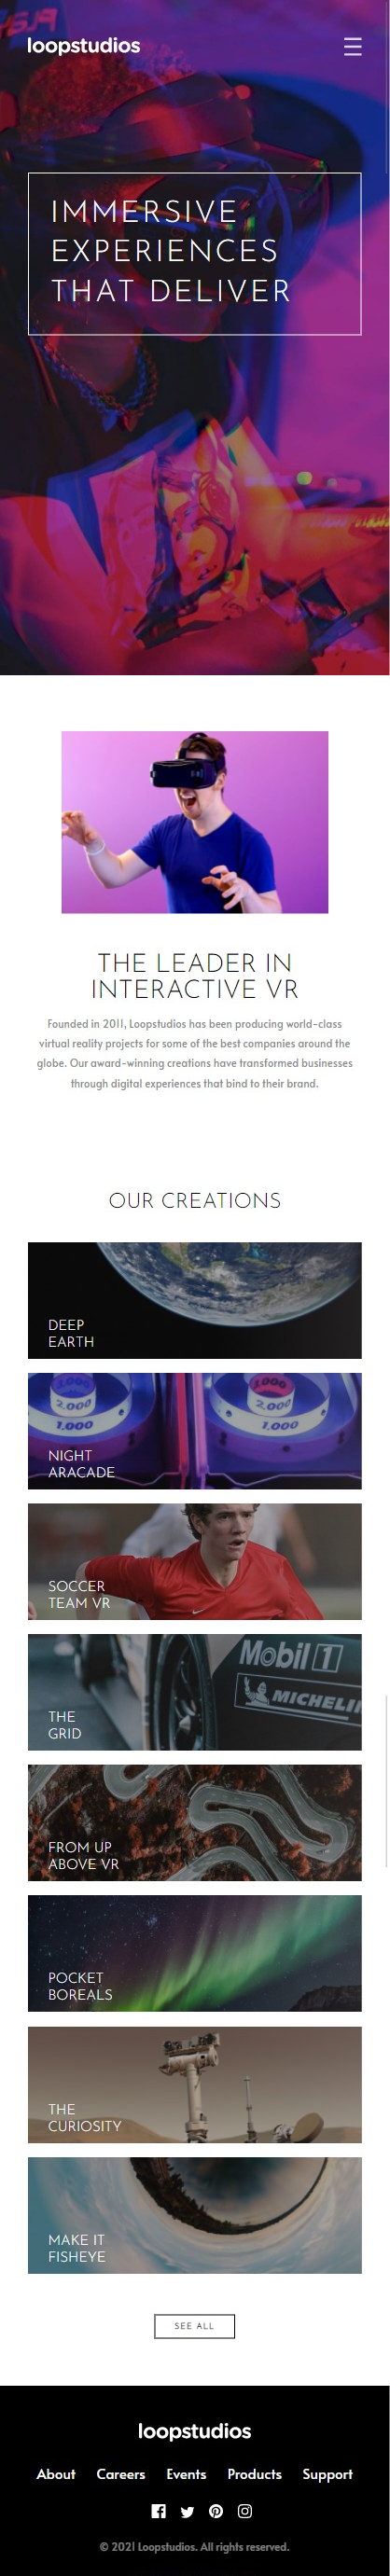 loopstudios
IMMERSIVE
EXPERIENCES
THAT DELIVER
THE LEADER IN
INTERACTIVE VR
Founded in 2011, Loopstudios has been producing world-class
virtual reality projects for some of the best companies around the
globe. Our award-winning creations have transformed businesses
through digital experiences that bind to their brand.
OUR CREATIONS
DEEP
EARTH
2,000
2,000
1,000
1,000
NIGHT
ARACADE
SOCCER
TEAM VR
Mobil 1
MICHELIN
THE
GRID
FROM UP
ABOVE VR
POCKET
BOREALS
THE
CURIOSITY
MAKE IT
FISHEYE
SEE ALL
loopstudios
About Careers Events Products Support
© 2021 Loopstudios. All rights reserved.